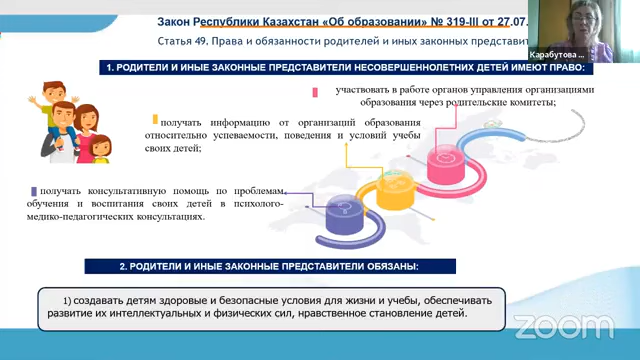 Закон Республики Казахстан «Об образовании» № 319-III от 27.07.
Статья 49. Права и обязанности родителей и иных законных
Карабутова
1. РОДИТЕЛИ И ИНЫЕ ЗАКОННЫЕ ПРЕДСТАВИТЕЛИ НЕСОВЕРШЕННОЛЕТНИХ ДЕТЕЙ ИМЕЮТ ПРАВО:
участвовать в работе органов управления организациями
образования через родительские комитеты;
получать информацию от организаций образования
относительно успеваемости, поведения и условий учебы
своих детей;
получать консультативную помощь по проблемам
обучения и воспитания своих детей в психолого-
медико-педагогических консультациях.
2. РОДИТЕЛИ И ИНЫЕ ЗАКОННЫЕ ПРЕДСТАВИТЕЛИ ОБЯЗАНЫ:
1) создавать детям здоровые и безопасные условия для жизни и учебы, обеспечивать
развитие их интеллектуальных и физических сил, нравственное становление детей.
zoom